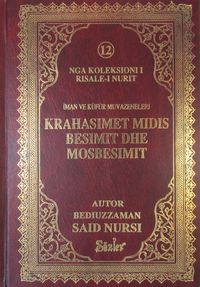 12
NGA KOLEKSIONI I
RISALE-I NURIT
İMAN VE KÜFÜR MUVAZENELERİ
KRAHASIMET MIDIS
BESIMIT DHE
MOSBESIMIT
AUTOR
BEDIUZZAMAN
SAID NURSI
Sözler